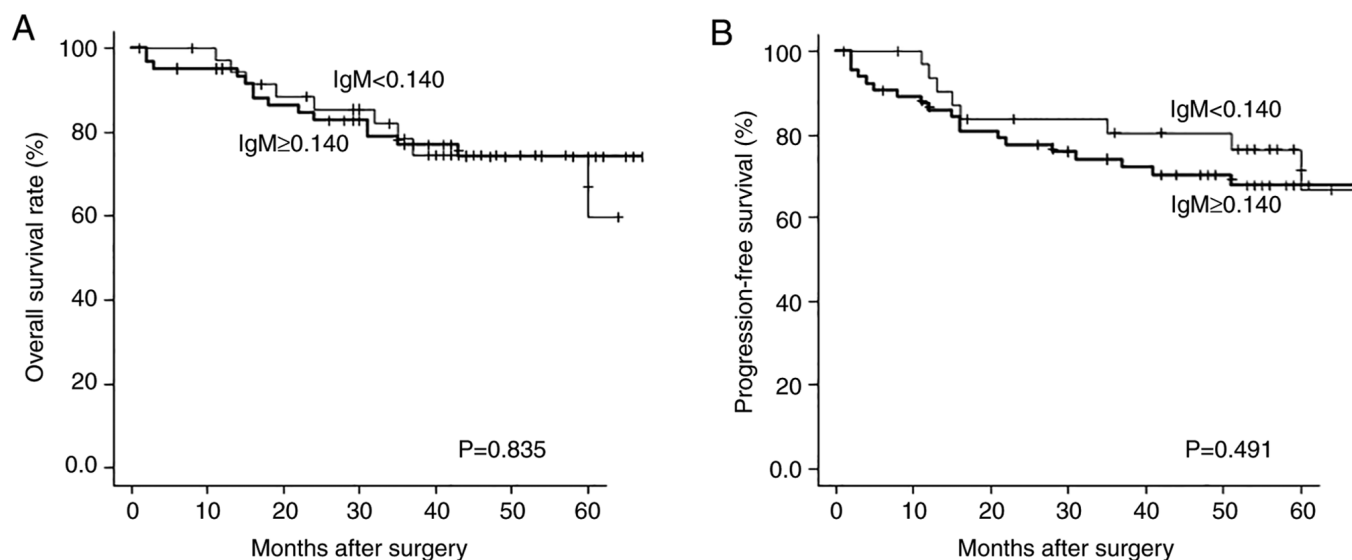 A
Overall survival rate (%)
100
80
60
40
20
0.0
IgM<0.140
IgM≥0.140
P=0.835
0 10 20 30 40 50 60
Months after surgery
B
Progression-free survival (%)
100
80
60
40
20
0.0
IgM<0.140
IgM≥0.140
P=0.491
0 10 20 30 40 50 60
Months after surgery